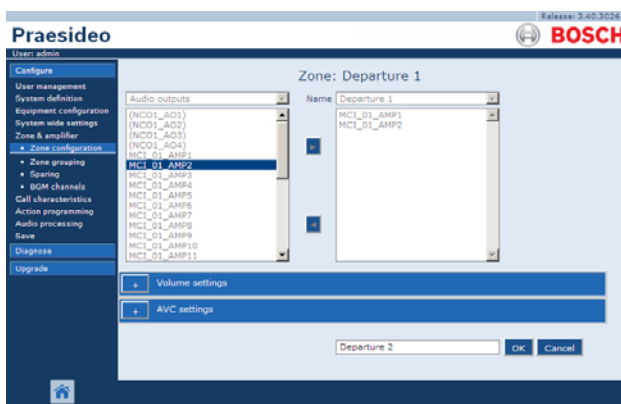 Release: 3.40.3026
Praesideo
BOSCH
User: admin
Configure
User management
System definition
Equipment configuration
System wide settings
Zone & amplifier
• Zone configuration
• Zone grouping
• Sparing
• BGM channels
Call characteristics
Action programming
Audio processing
Save
Diagnose
Upgrade
Zone: Departure 1
Audio outputs
(NCO1_AO1)
(NCO1_AO2)
(NCO1_AO3)
(NCO1_AO4)
MCI_01_AMP1
MCI_01_AMP2
MCI_01_AMP3
MCI_01_AMP4
MCI_01_AMP5
MCI_01_AMP6
MCI_01_AMP7
MCI_01_AMP8
MCI_01_AMP9
MCI_01_AMP10
MCI_01_AMP11
Name Departure 1
MCI_01_AMP1
MCI_01_AMP2
+ Volume settings
+ AVC settings
Departure 2 OK Cancel